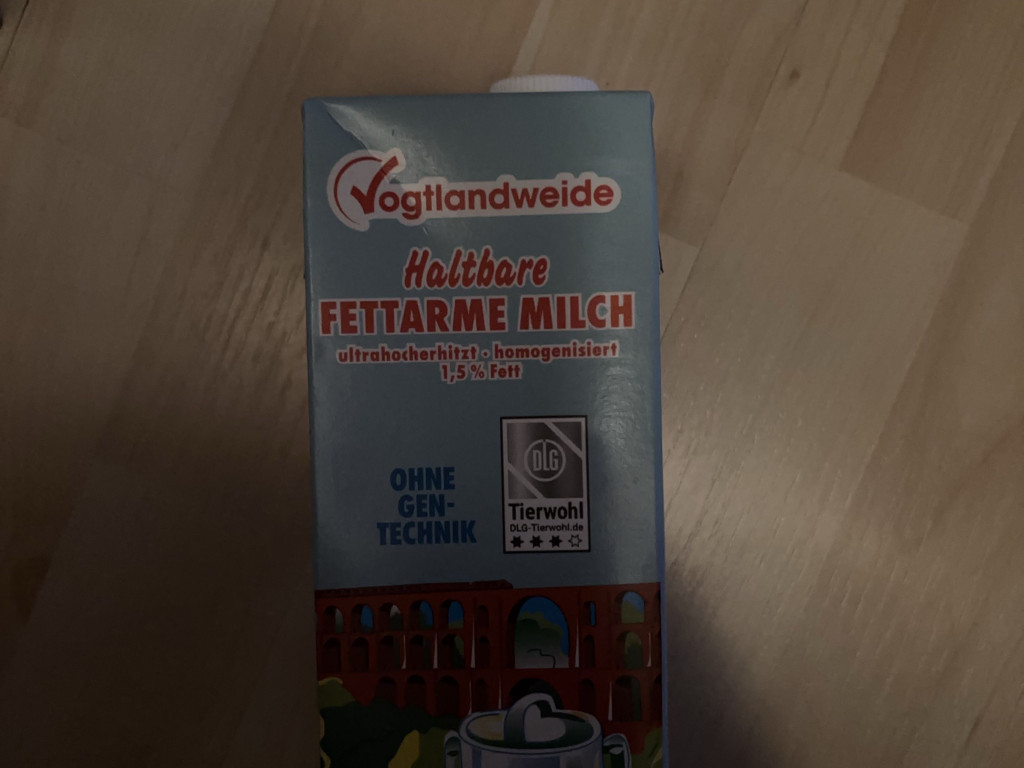 Vogtlandweide
Haltbare
FETTARME MILCH
ultrahocherhitzt · homogenisiert
1,5 % Fett
OHNE
GEN-
TECHNIK
DLG
Tierwohl
DLG-Tierwohl.de